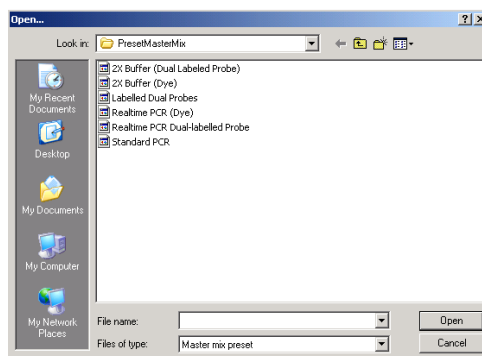 Open...
Look in: PresetMasterMix
2X Buffer (Dual Labeled Probe)
2X Buffer (Dye)
Labelled Dual Probes
Realtime PCR (Dye)
Realtime PCR Dual-labelled Probe
Standard PCR
My Recent
Documents
Desktop
My Documents
My Computer
My Network
Places
File name: Open
Files of type: Master mix preset Cancel